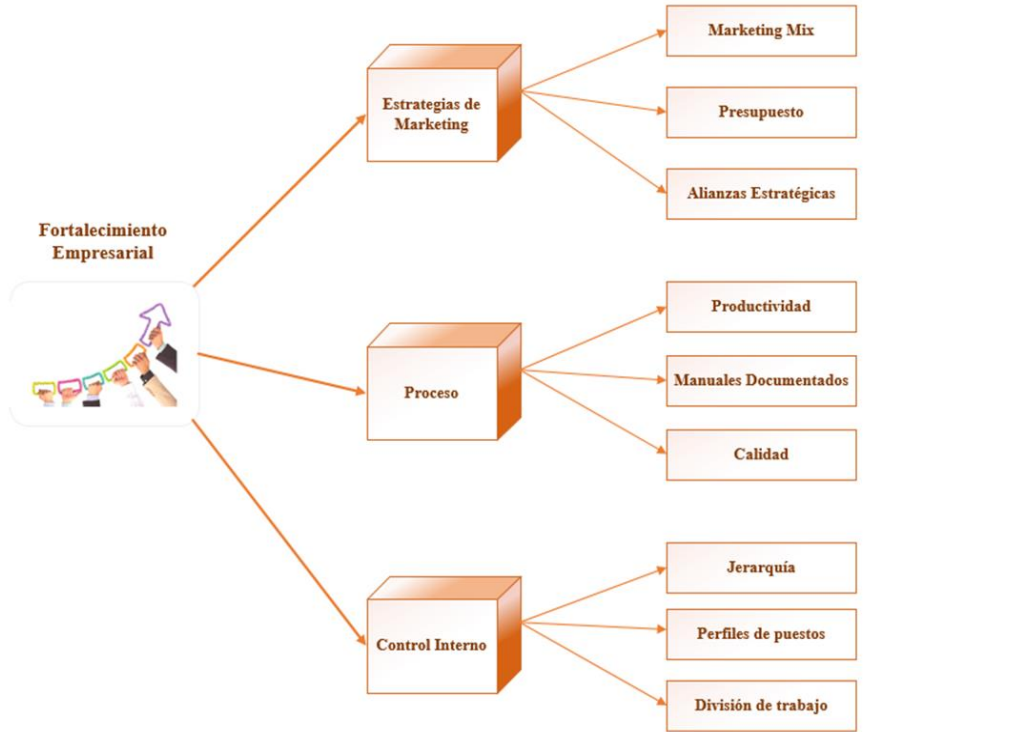 Fortalecimiento
Empresarial
Estrategias de
Marketing
Marketing Mix
Presupuesto
Alianzas Estratégicas
Proceso
Productividad
Manuales Documentados
Calidad
Control Interno
Jerarquía
Perfiles de puestos
División de trabajo